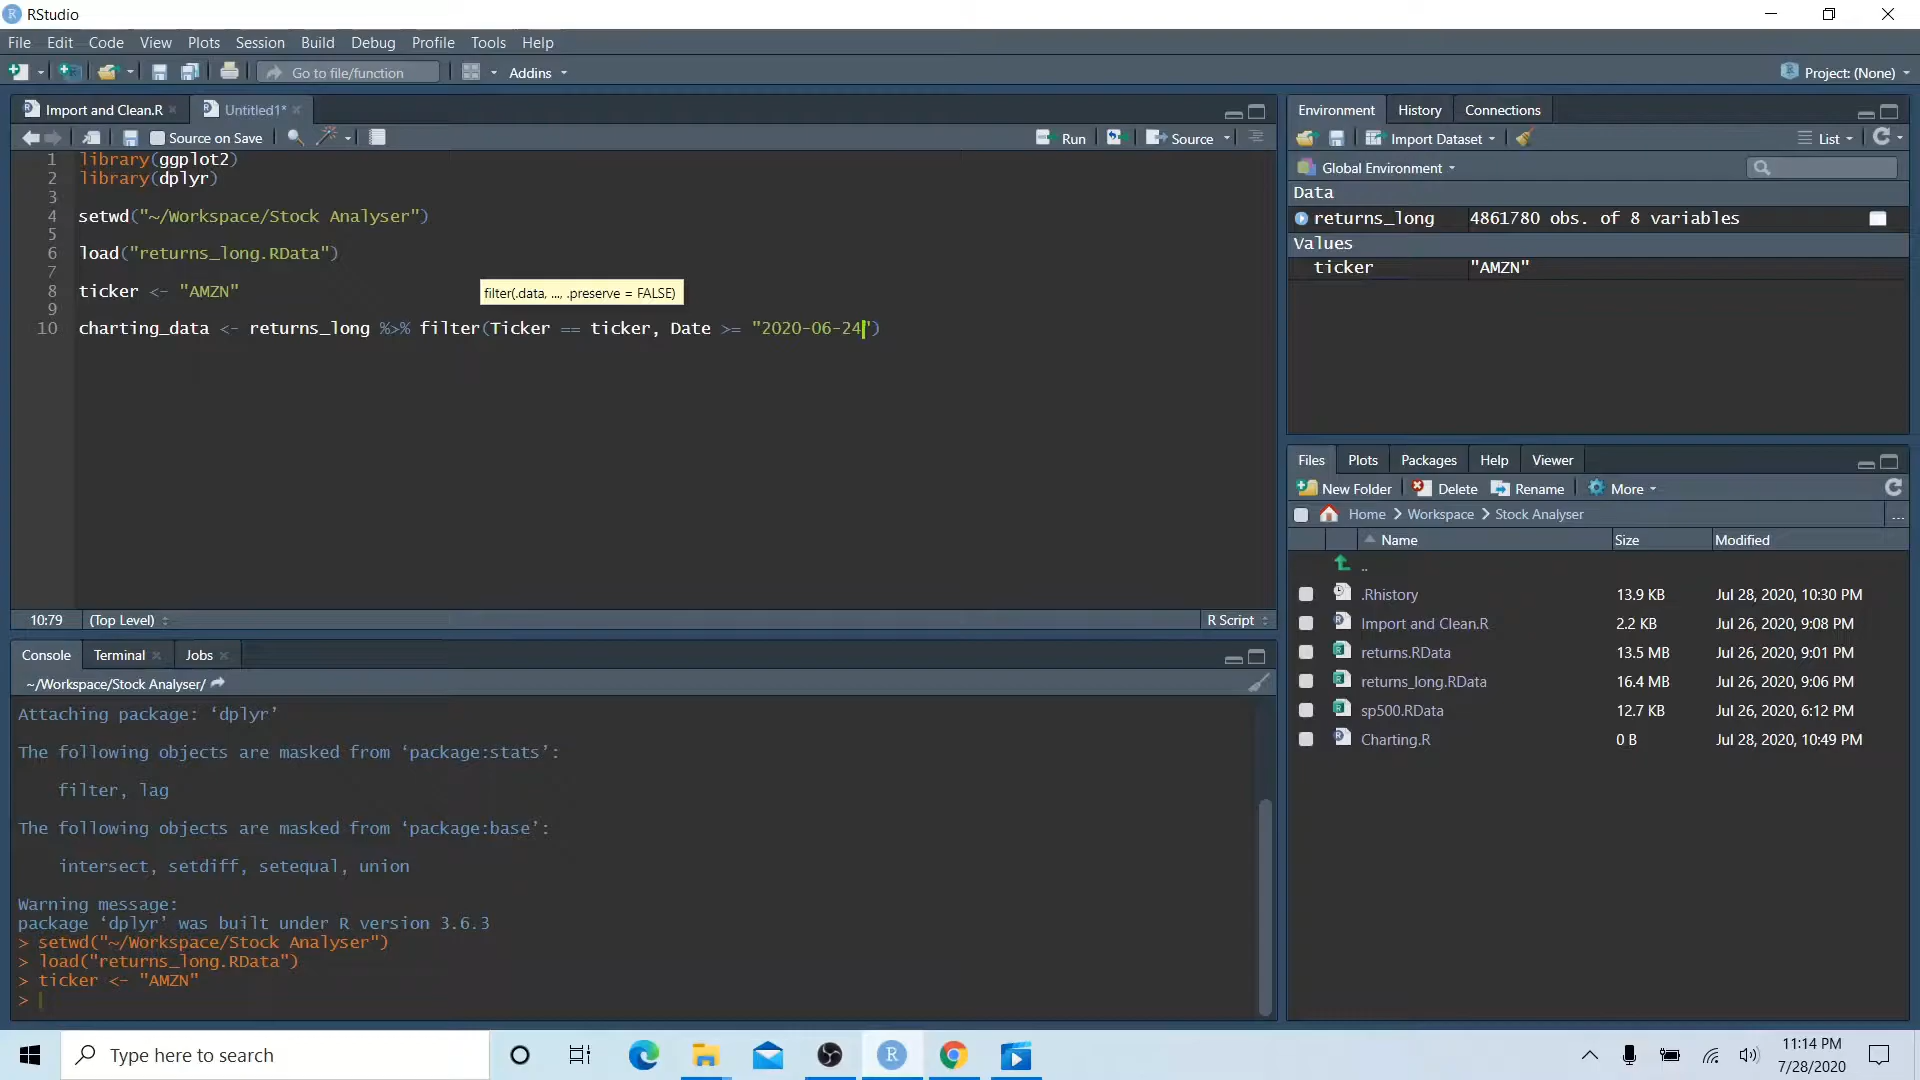 RStudio
File Edit Code View Plots Session Build Debug Profile Tools Help
Go to file/function Addins Project: (None)
Import and Clean.R Untitled1*
Source on Save Run Source
1 library(ggplot2)
2 library(dplyr)
3
4 setwd("~/Workspace/Stock Analyser")
5
6 load("returns_long.RData")
7
8 ticker <- "AMZN"
filter(.data, ..., .preserve = FALSE)
9
10 charting_data <- returns_long %>% filter(Ticker == ticker, Date >= "2020-06-24")
10:79 (Top Level) R Script
Console Terminal Jobs
~/Workspace/Stock Analyser/
Attaching package: ‘dplyr’
The following objects are masked from ‘package:stats’:
filter, lag
The following objects are masked from ‘package:base’:
intersect, setdiff, setequal, union
Warning message:
package ‘dplyr’ was built under R version 3.6.3
> setwd("~/Workspace/Stock Analyser")
> load("returns_long.RData")
> ticker <- "AMZN"
>
Environment History Connections
Import Dataset List
Global Environment
Data
returns_long 4861780 obs. of 8 variables
Values
ticker "AMZN"
Files Plots Packages Help Viewer
New Folder Delete Rename More
Home Workspace Stock Analyser ...
Name Size Modified
..
.Rhistory 13.9 KB Jul 28, 2020, 10:30 PM
Import and Clean.R 2.2 KB Jul 26, 2020, 9:08 PM
returns.RData 13.5 MB Jul 26, 2020, 9:01 PM
returns_long.RData 16.4 MB Jul 26, 2020, 9:06 PM
sp500.RData 12.7 KB Jul 26, 2020, 6:12 PM
Charting.R 0 B Jul 28, 2020, 10:49 PM
Type here to search
11:14 PM
7/28/2020